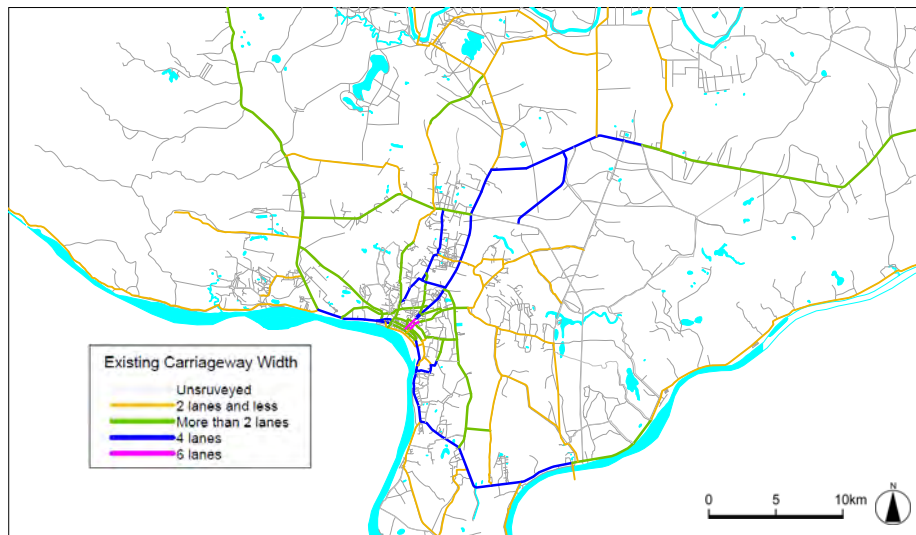 Existing Carriageway Width
Unsruveyed
2 lanes and less
More than 2 lanes
4 lanes
6 lanes
0 5 10km
N